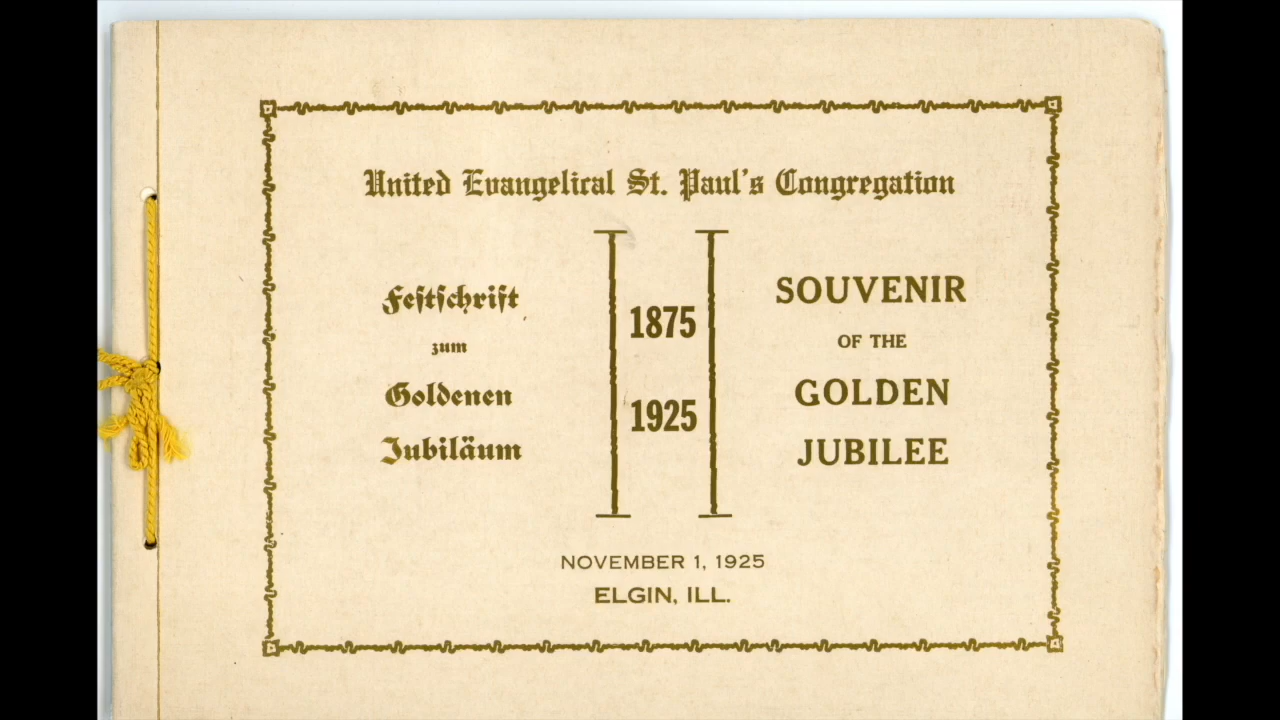 United Evangelical St. Paul's Congregation
Festschrift
zum
Goldenen
Jubiläum
1875
1925
SOUVENIR
OF THE
GOLDEN
JUBILEE
NOVEMBER 1, 1925
ELGIN, ILL.